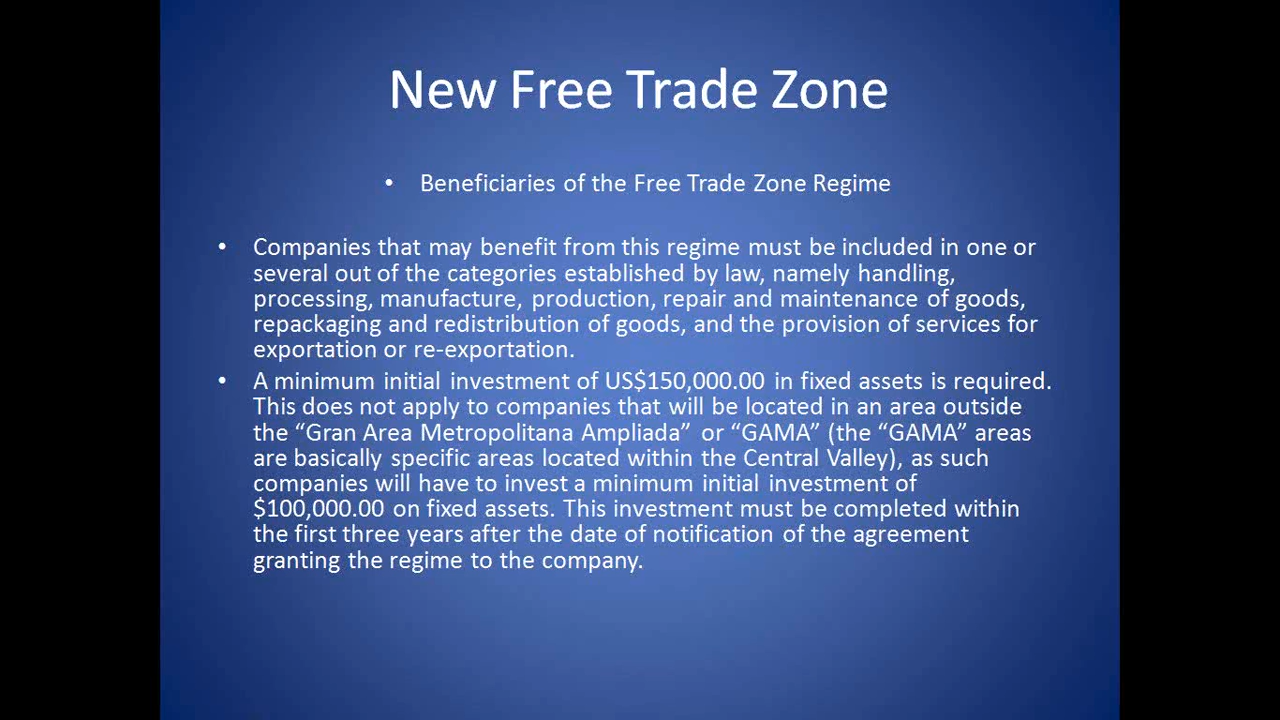 New Free Trade Zone
• Beneficiaries of the Free Trade Zone Regime
• Companies that may benefit from this regime must be included in one or
several out of the categories established by law, namely handling,
processing, manufacture, production, repair and maintenance of goods,
repackaging and redistribution of goods, and the provision of services for
exportation or re-exportation.
• A minimum initial investment of US$150,000.00 in fixed assets is required.
This does not apply to companies that will be located in an area outside
the “Gran Area Metropolitana Ampliada” or “GAMA” (the “GAMA” areas
are basically specific areas located within the Central Valley), as such
companies will have to invest a minimum initial investment of
$100,000.00 on fixed assets. This investment must be completed within
the first three years after the date of notification of the agreement
granting the regime to the company.